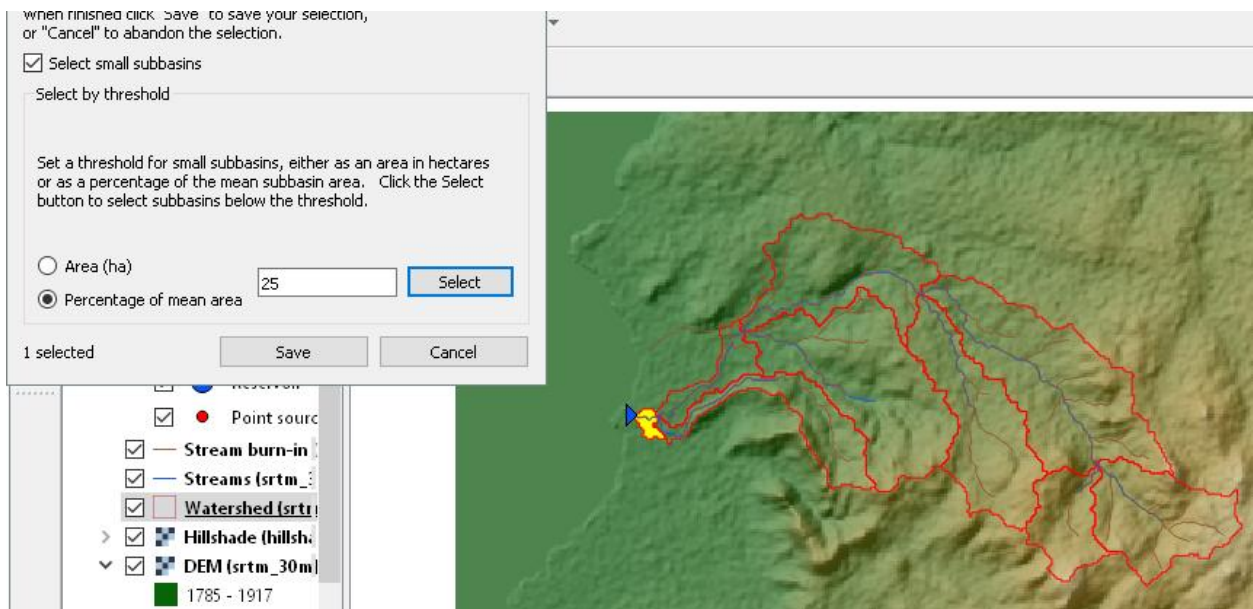 when finished click "Save" to save your selection,
or "Cancel" to abandon the selection.
Select small subbasins
Select by threshold
Set a threshold for small subbasins, either as an area in hectares
or as a percentage of the mean subbasin area. Click the Select
button to select subbasins below the threshold.
Area (ha)
25
Select
Percentage of mean area
1 selected
Save
Cancel
Reservoir
Point sourc
Stream burn-in
Streams (srtm_3
Watershed (srtr
Hillshade (hillsha
DEM (srtm_30m
1785 - 1917